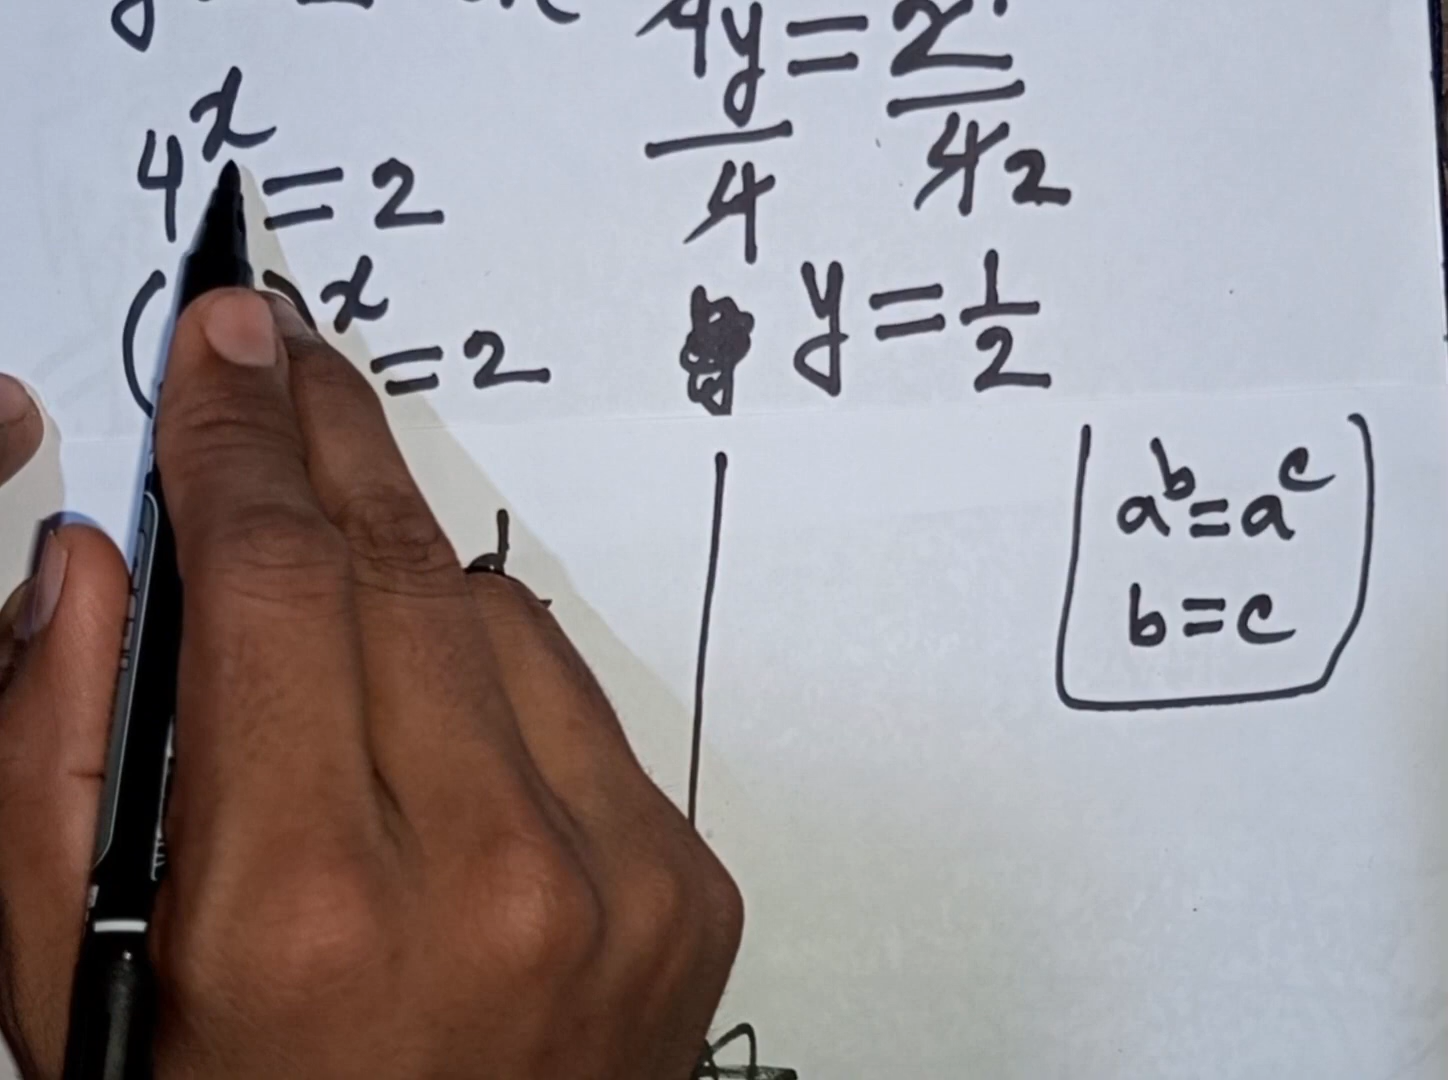 4^x = 2
( )^x = 2
4y/4 = 2/4 2
y = 1/2
a^b = a^c
b = c